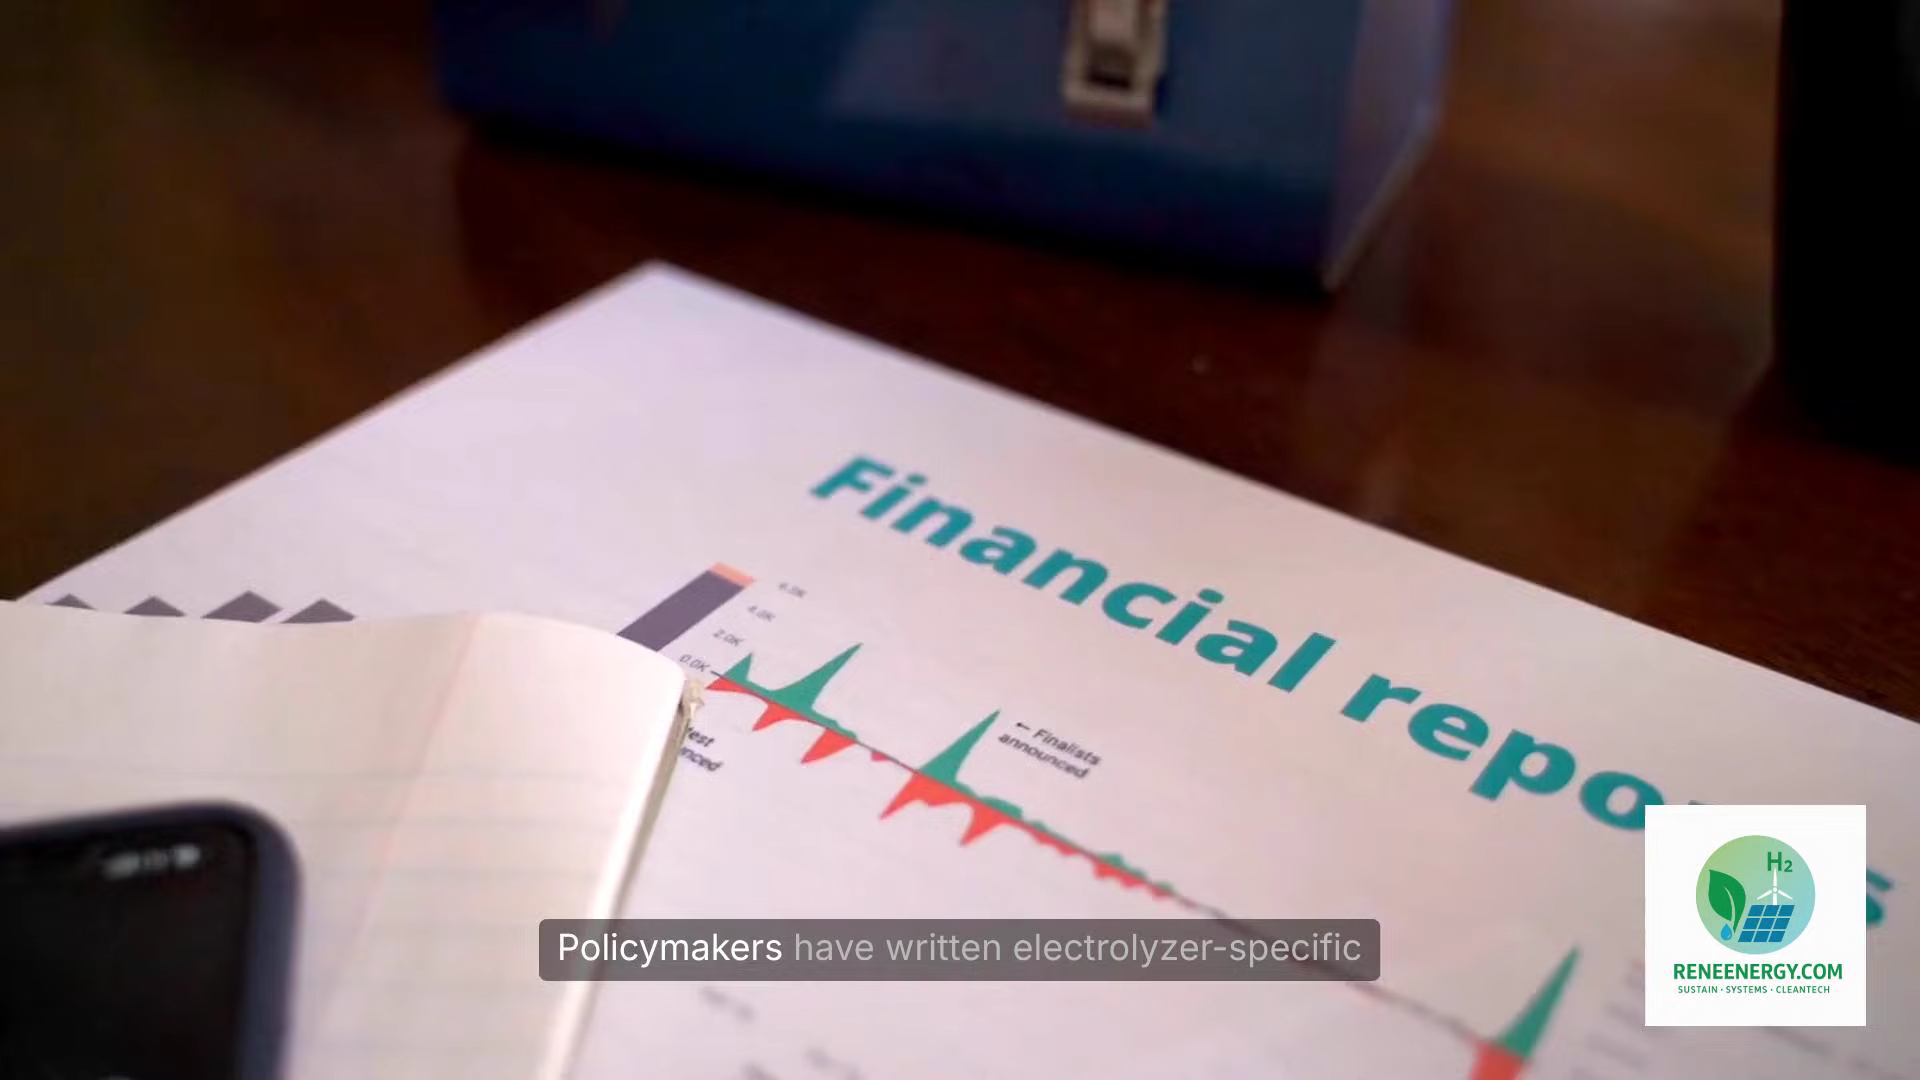 Financial repo
s
6.0K
4.0K
2.0K
0.0K
← Finalists
announced
Policymakers have written electrolyzer-specific
H2
RENEENERGY.COM
SUSTAIN · SYSTEMS · CLEANTECH